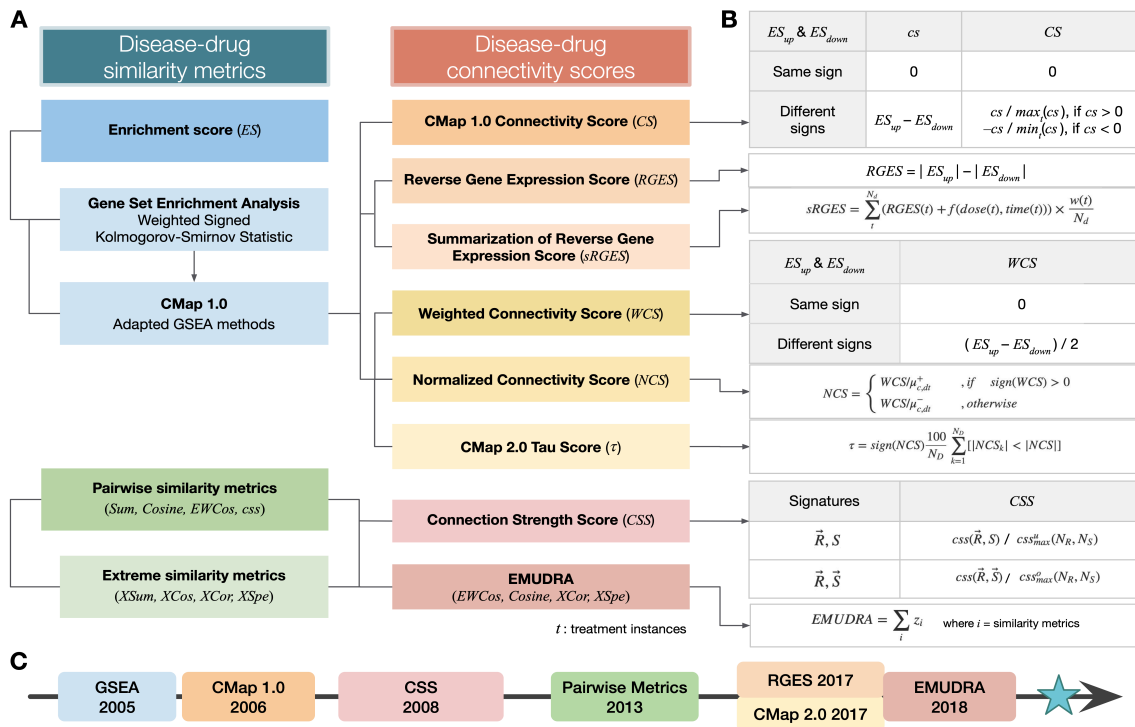 A
Disease-drug
similarity metrics
Enrichment score (ES)
Gene Set Enrichment Analysis
Weighted Signed
Kolmogorov-Smirnov Statistic
CMap 1.0
Adapted GSEA methods
Pairwise similarity metrics
(Sum, Cosine, EWCos, css)
Extreme similarity metrics
(XSum, XCos, XCor, XSpe)
Disease-drug
connectivity scores
CMap 1.0 Connectivity Score (CS)
Reverse Gene Expression Score (RGES)
Summarization of Reverse Gene
Expression Score (sRGES)
Weighted Connectivity Score (WCS)
Normalized Connectivity Score (NCS)
CMap 2.0 Tau Score (τ)
Connection Strength Score (CSS)
EMUDRA
(EWCos, Cosine, XCor, XSpe)
t : treatment instances
B
ES_up & ES_down cs CS
Same sign 0 0
Different
signs
ES_up − ES_down
cs / max_t(cs), if cs > 0
−cs / min_t(cs), if cs < 0
RGES = | ES_up | − | ES_down |
sRGES = ∑_t^{N_d} (RGES(t) + f(dose(t), time(t))) × w(t)/N_d
ES_up & ES_down WCS
Same sign 0
Different signs (ES_up − ES_down) / 2
NCS = { WCS/μ⁺_{c,dt} , if sign(WCS) > 0
WCS/μ⁻_{c,dt} , otherwise
τ = sign(NCS) 100/N_D ∑_{k=1}^{N_D} [|NCS_k| < |NCS|]
Signatures CSS
R⃗, S css(R⃗, S) / css^u_max(N_R, N_S)
R⃗, S⃗ css(R⃗, S⃗) / css^o_max(N_R, N_S)
EMUDRA = ∑_i z_i where i = similarity metrics
C
GSEA
2005
CMap 1.0
2006
CSS
2008
Pairwise Metrics
2013
RGES 2017
CMap 2.0 2017
EMUDRA
2018